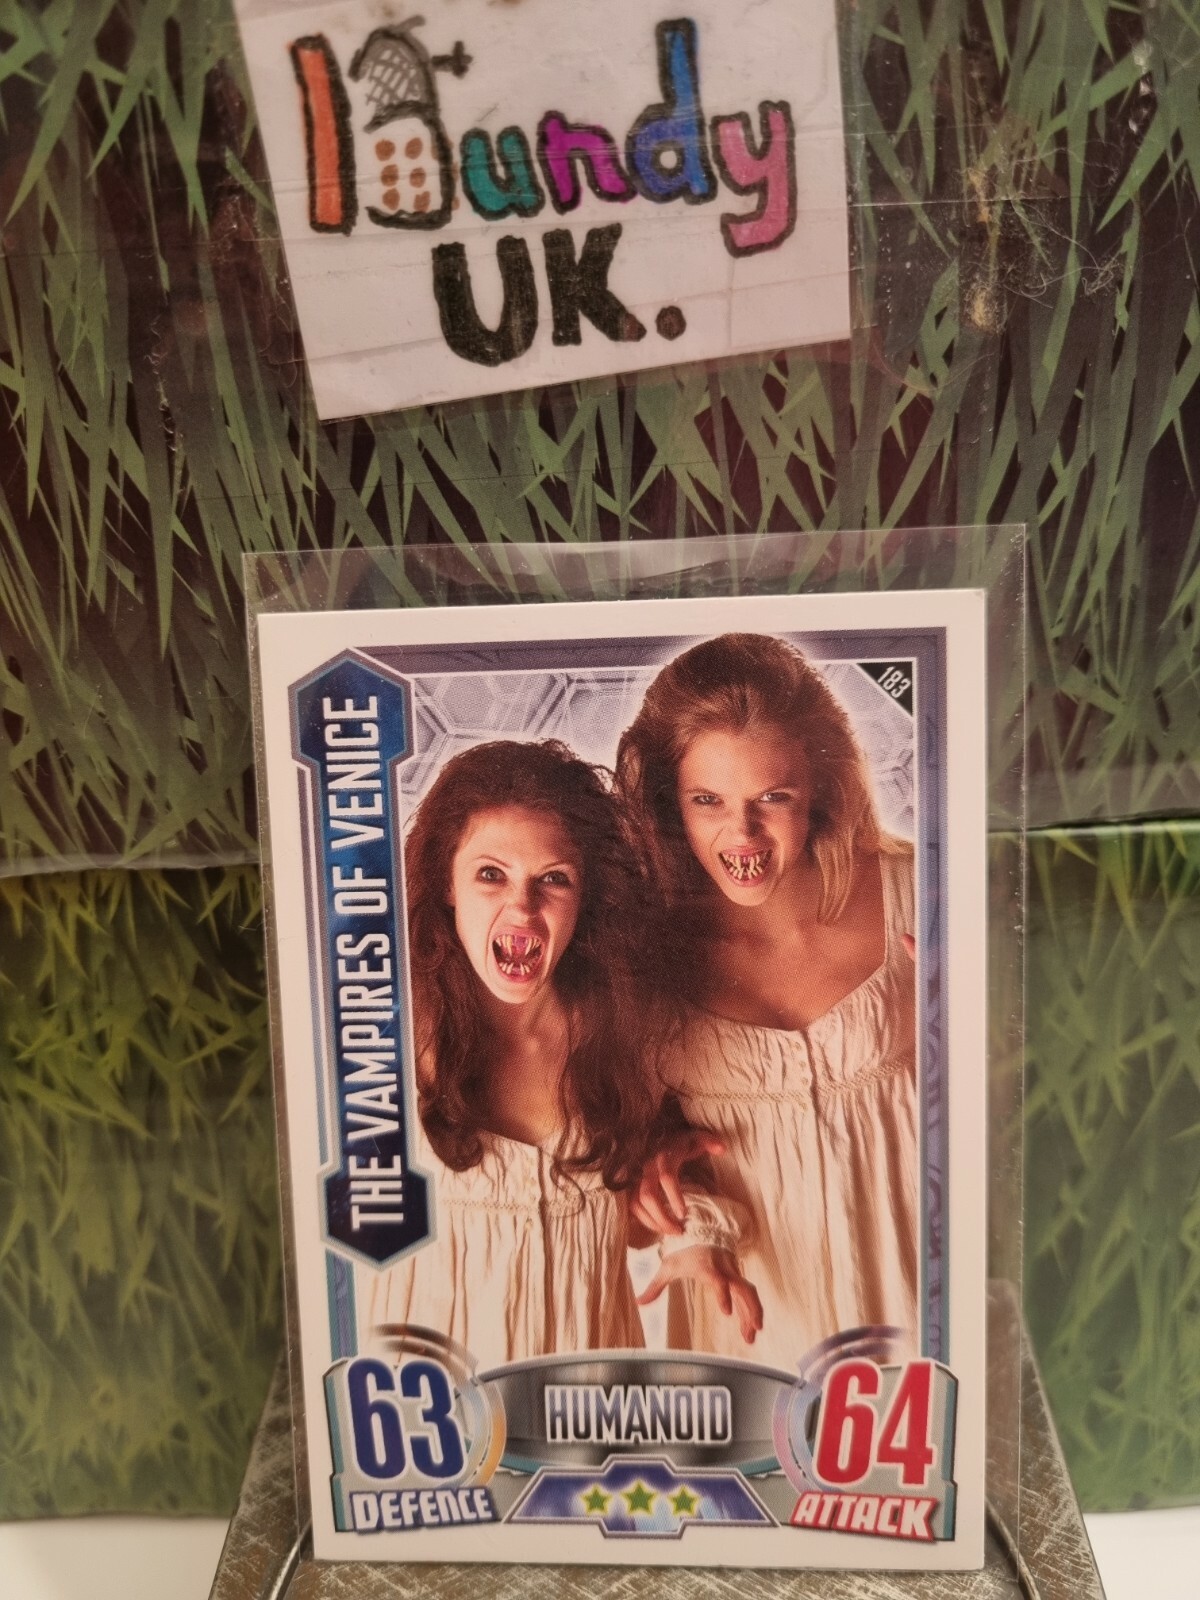 Bundy
UK.
183
THE VAMPIRES OF VENICE
63
HUMANOID
64
DEFENCE
ATTACK